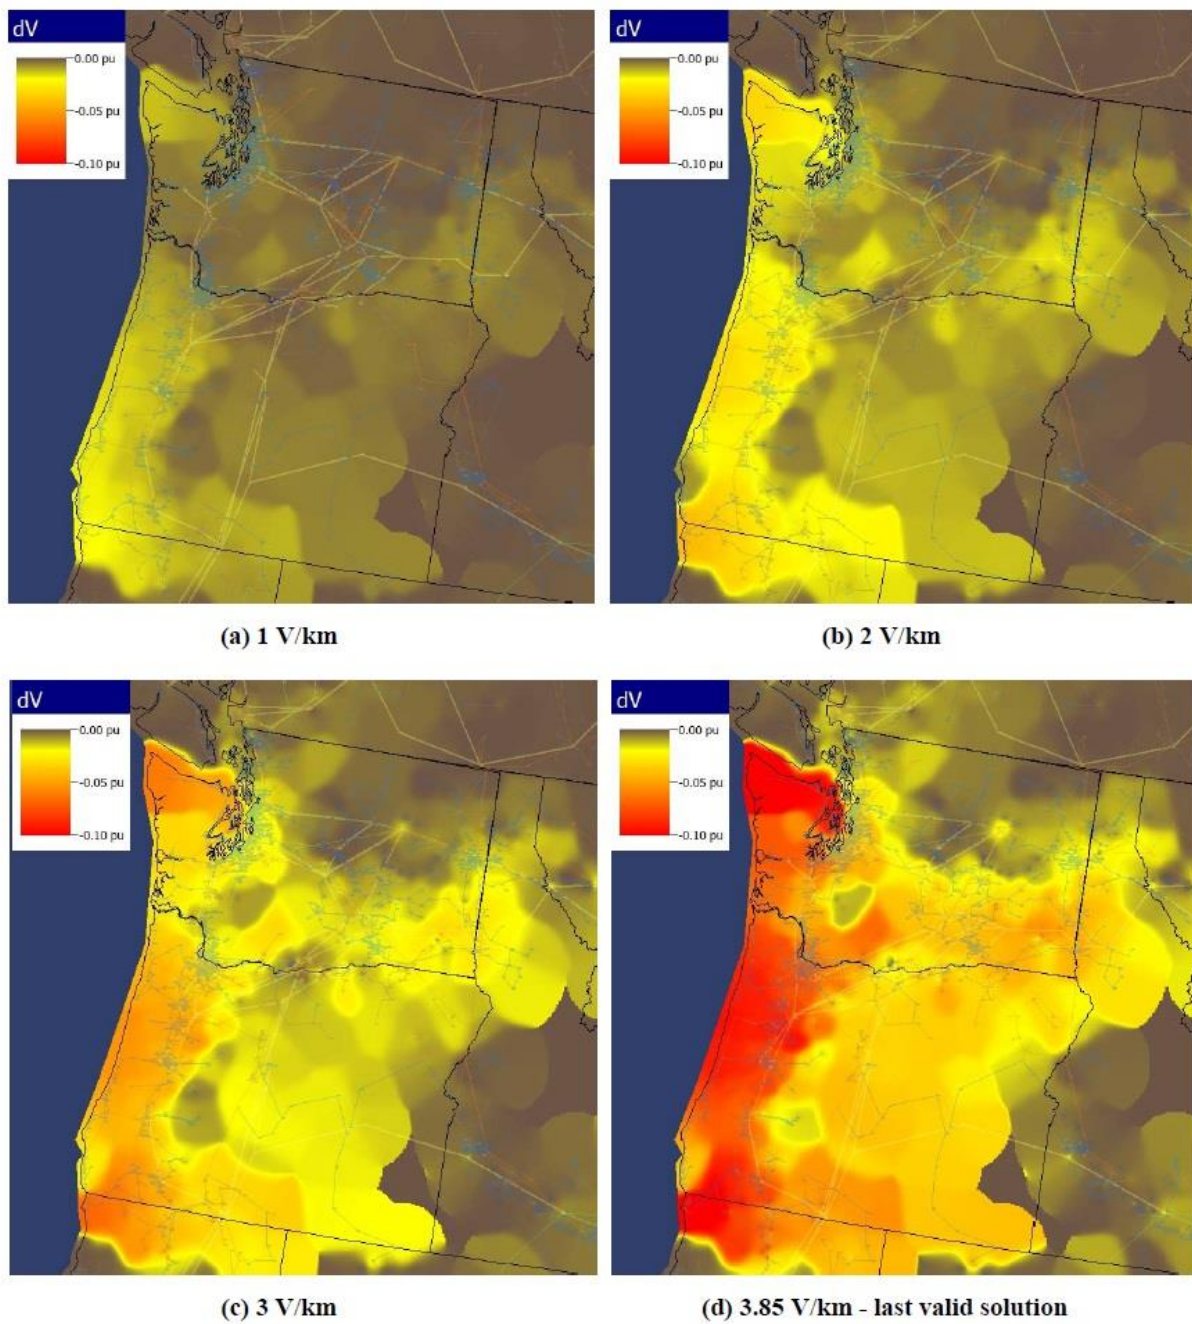 dV
0.00 pu
-0.05 pu
-0.10 pu
(a) 1 V/km
dV
0.00 pu
-0.05 pu
-0.10 pu
(b) 2 V/km
dV
0.00 pu
-0.05 pu
-0.10 pu
(c) 3 V/km
dV
0.00 pu
-0.05 pu
-0.10 pu
(d) 3.85 V/km - last valid solution